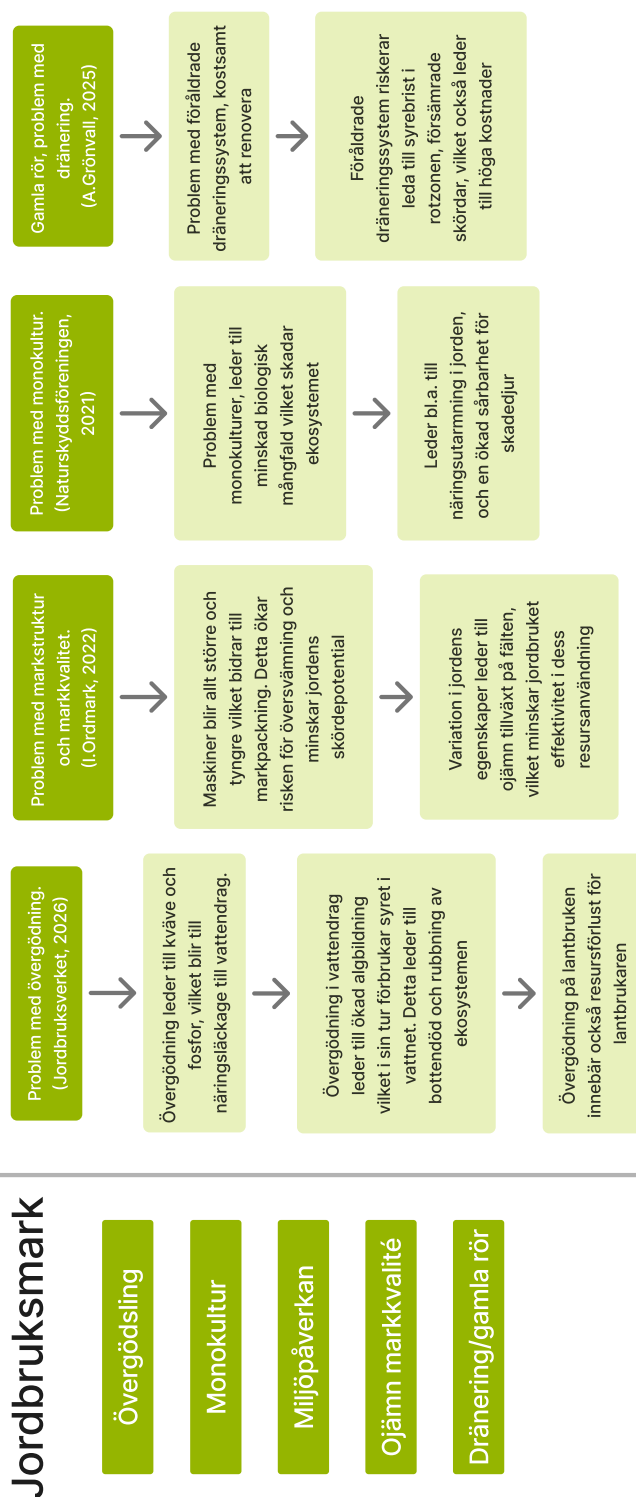 Jordbruksmark
Övergödsling
Monokultur
Miljöpåverkan
Ojämn markkvalité
Dränering/gamla rör
Problem med övergödning.
(Jordbruksverket, 2026)
Övergödning leder till kväve och
fosfor, vilket blir till
näringsläckage till vattendrag.
Övergödning i vattendrag
leder till ökad algbildning
vilket i sin tur förbrukar syret i
vattnet. Detta leder till
bottendöd och rubbning av
ekosystemen
Övergödning på lantbruken
innebär också resursförlust för
lantbrukaren
Problem med markstruktur
och markkvalitet.
(I.Ordmark, 2022)
Maskiner blir allt större och
tyngre vilket bidrar till
markpackning. Detta ökar
risken för översvämning och
minskar jordens
skördepotential
Variation i jordens
egenskaper leder till
ojämn tillväxt på fälten,
vilket minskar jordbruket
effektivitet i dess
resursanvändning
Problem med monokultur.
(Naturskyddsföreningen,
2021)
Problem med
monokulturer, leder till
minskad biologisk
mångfald vilket skadar
ekosystemet
Leder bl.a. till
näringsutarmning i jorden,
och en ökad sårbarhet för
skadedjur
Gamla rör, problem med
dränering.
(A.Grönvall, 2025)
Problem med föråldrade
dräneringssystem, kostsamt
att renovera
Föråldrade
dräneringssystem riskerar
leda till syrebrist i
rotzonen, försämrade
skördar, vilket också leder
till höga kostnader